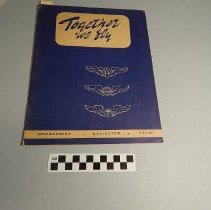 Together
we fly
BOMBARDIER • NAVIGATOR • PILOT